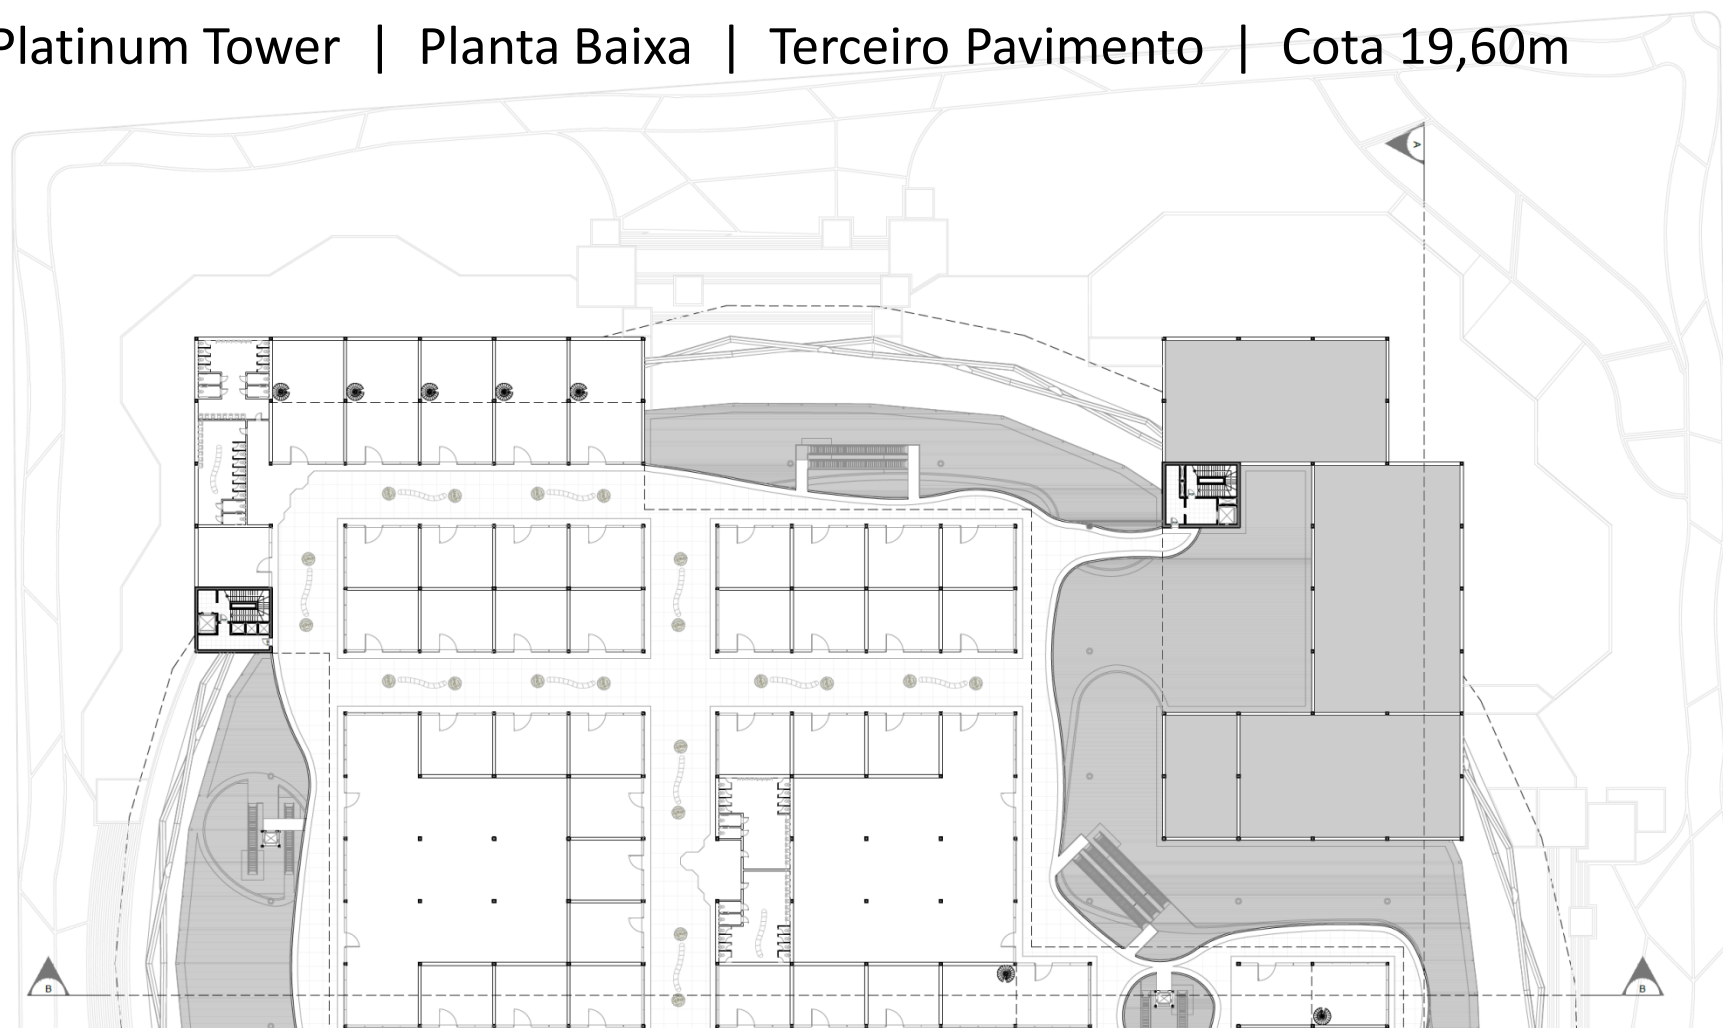 Platinum Tower | Planta Baixa | Terceiro Pavimento | Cota 19,60m
A
B
B